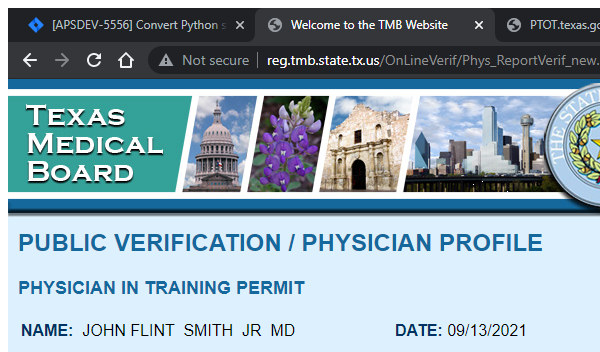 [APSDEV-5556] Convert Python s
Welcome to the TMB Website
PTOT.texas.go
Not secure reg.tmb.state.tx.us/OnLineVerif/Phys_ReportVerif_new.
TEXAS
MEDICAL
BOARD
THE STATE
PUBLIC VERIFICATION / PHYSICIAN PROFILE
PHYSICIAN IN TRAINING PERMIT
NAME: JOHN FLINT SMITH JR MD DATE: 09/13/2021